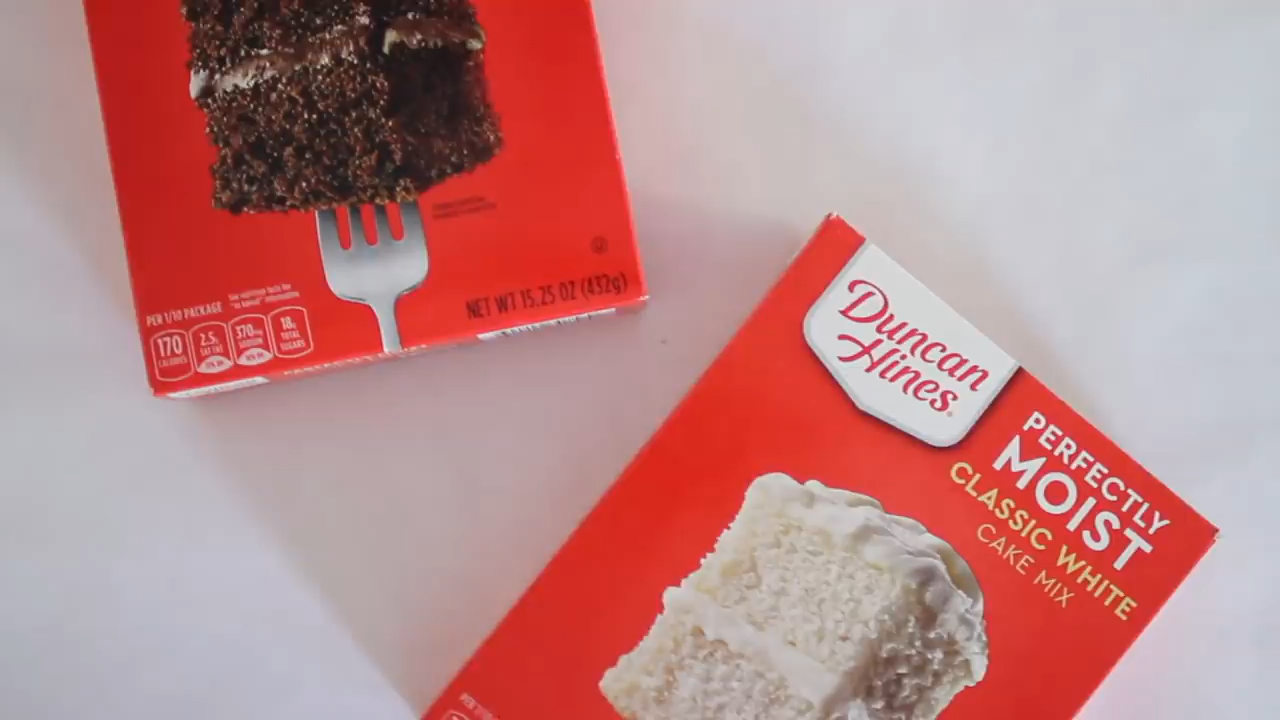 PER 1/10 PACKAGE
170
CALORIES
2.5g
SAT FAT
370mg
SODIUM
18g
TOTAL
SUGARS
NET WT 15.25 OZ (432g)
Duncan
Hines®
PERFECTLY
MOIST
CLASSIC WHITE
CAKE MIX